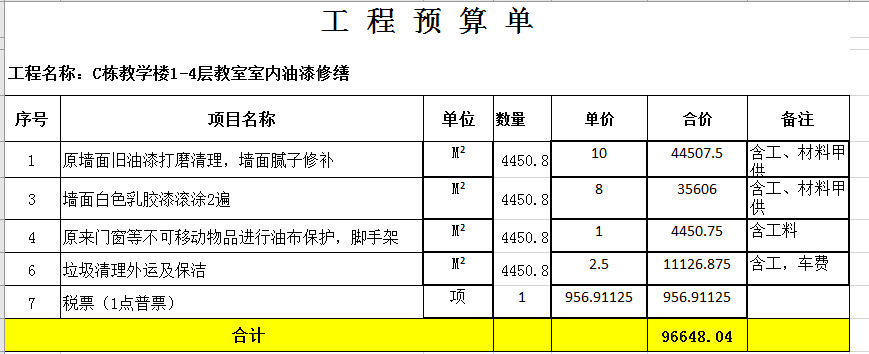 工程预算单
工程名称：C栋教学楼1-4层教室室内油漆修缮
序号 项目名称 单位 数量 单价 合价 备注
1 原墙面旧油漆打磨清理，墙面腻子修补 M² 4450.8 10 44507.5 含工、材料甲供
3 墙面白色乳胶漆滚涂2遍 M² 4450.8 8 35606 含工、材料甲供
4 原来门窗等不可移动物品进行油布保护，脚手架 M² 4450.8 1 4450.75 含工料
6 垃圾清理外运及保洁 M² 4450.8 2.5 11126.875 含工，车费
7 税票（1点普票） 项 1 956.91125 956.91125
合计 96648.04